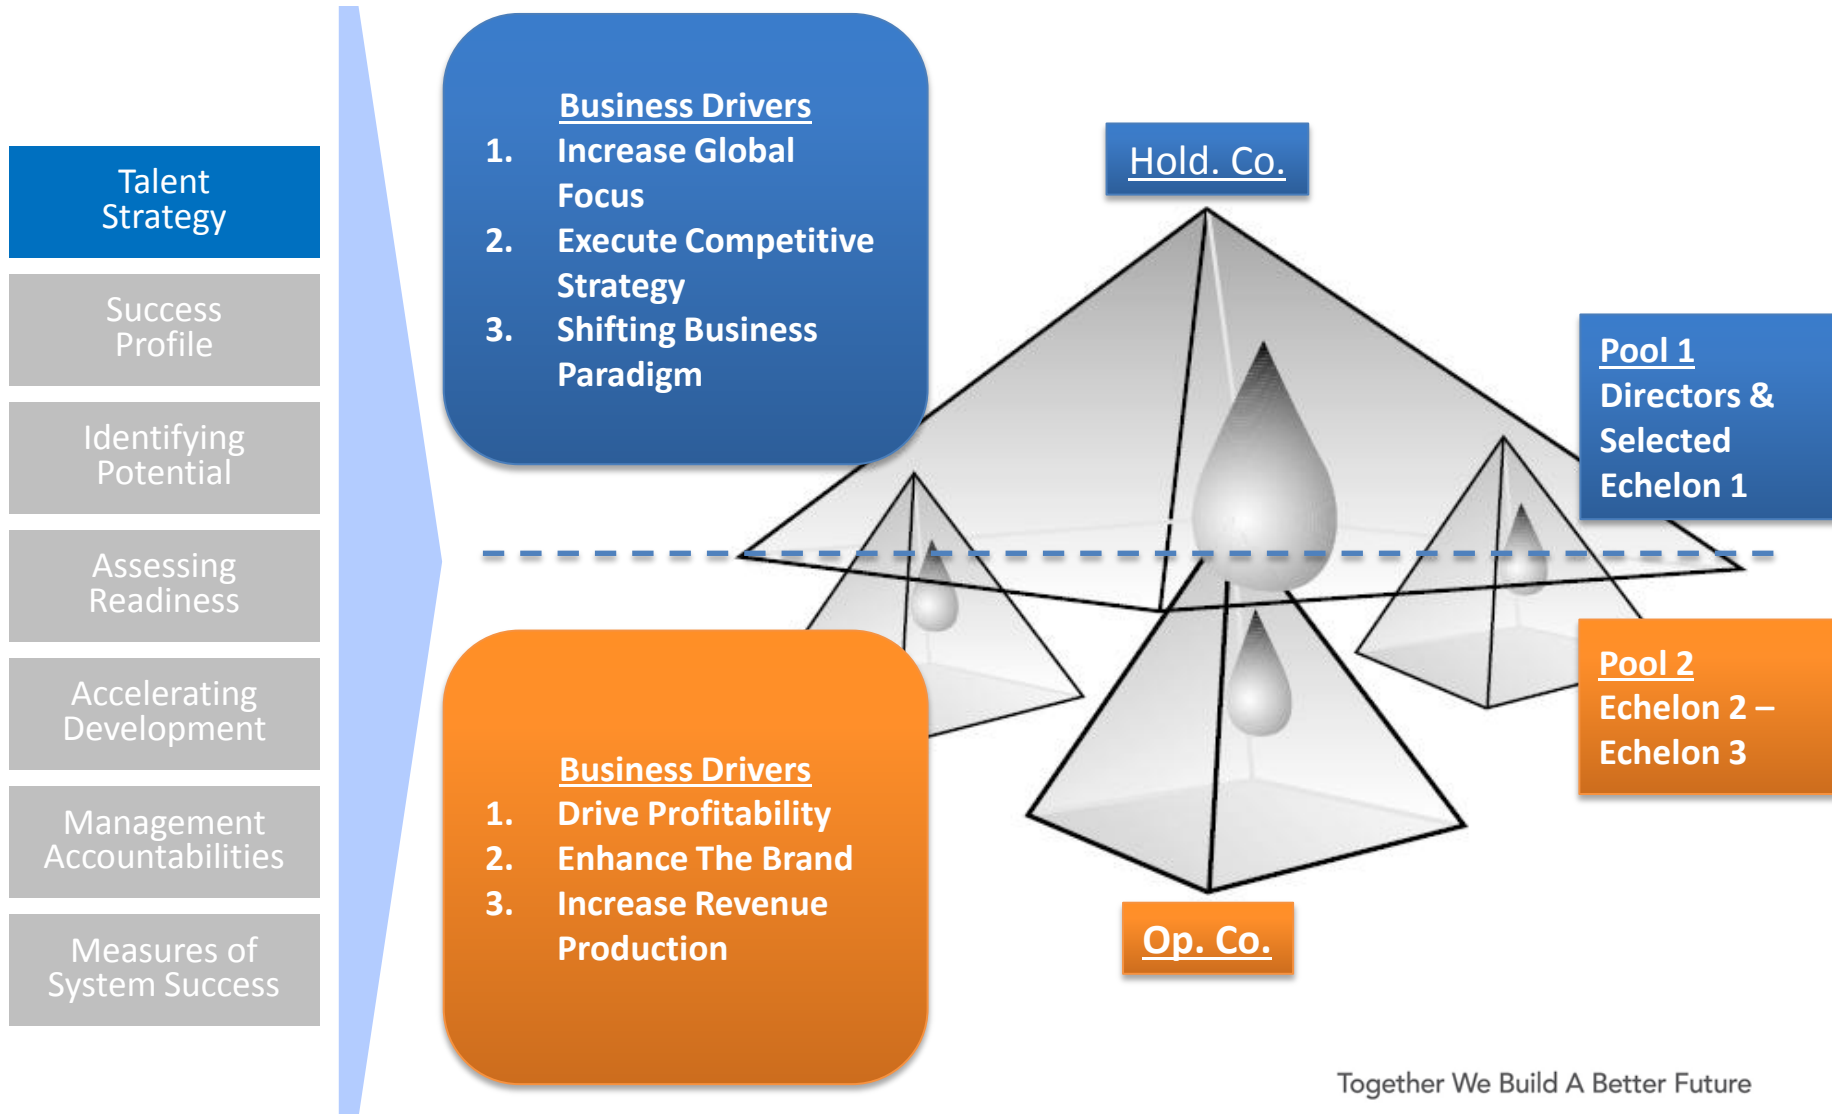 Talent
Strategy
Success
Profile
Identifying
Potential
Assessing
Readiness
Accelerating
Development
Management
Accountabilities
Measures of
System Success
Business Drivers
1. Increase Global
Focus
2. Execute Competitive
Strategy
3. Shifting Business
Paradigm
Hold. Co.
Pool 1
Directors &
Selected
Echelon 1
Business Drivers
1. Drive Profitability
2. Enhance The Brand
3. Increase Revenue
Production
Pool 2
Echelon 2 –
Echelon 3
Op. Co.
Together We Build A Better Future